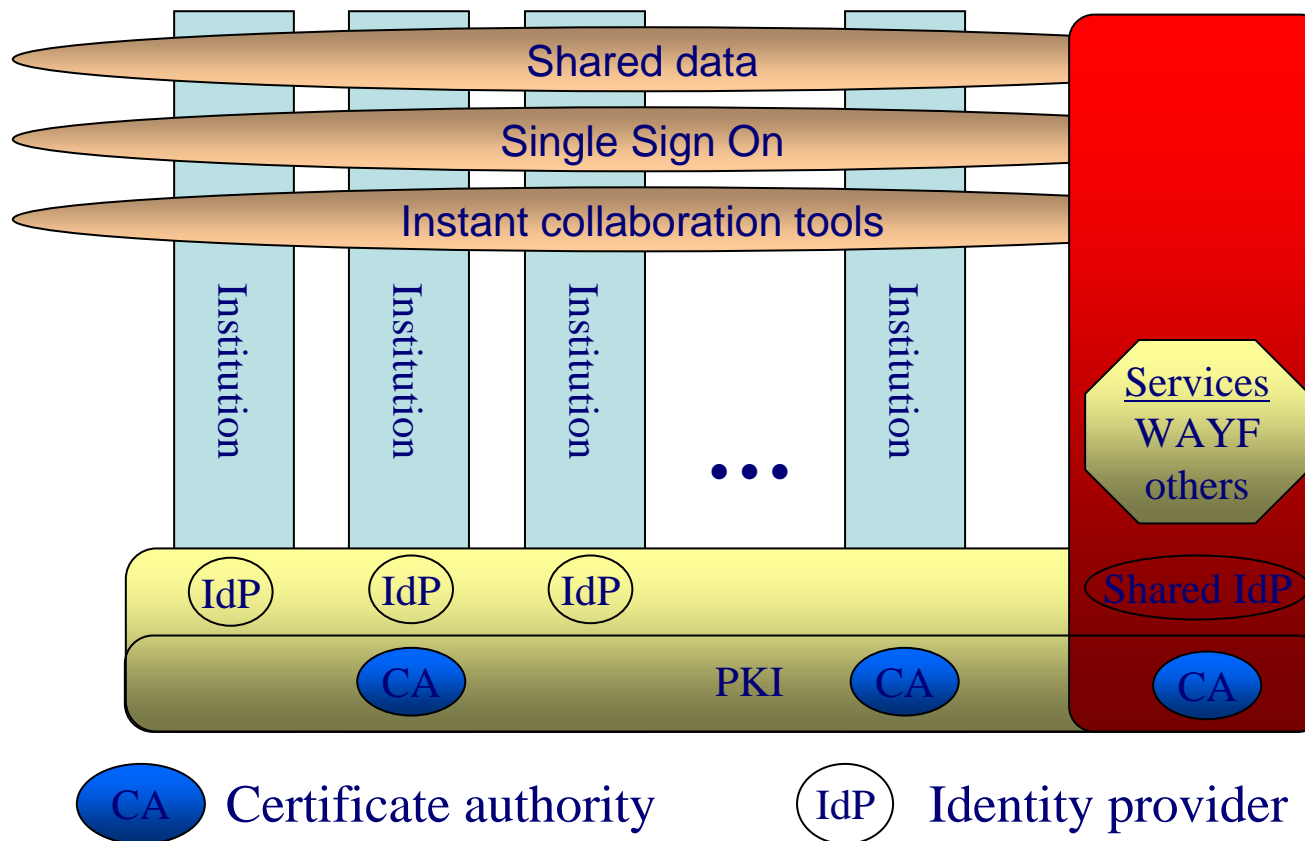 Shared data
Single Sign On
Instant collaboration tools
Institution
Institution
Institution
Institution
...
Services
WAYF
others
IdP
IdP
IdP
Shared IdP
CA
PKI
CA
CA
CA Certificate authority
IdP Identity provider